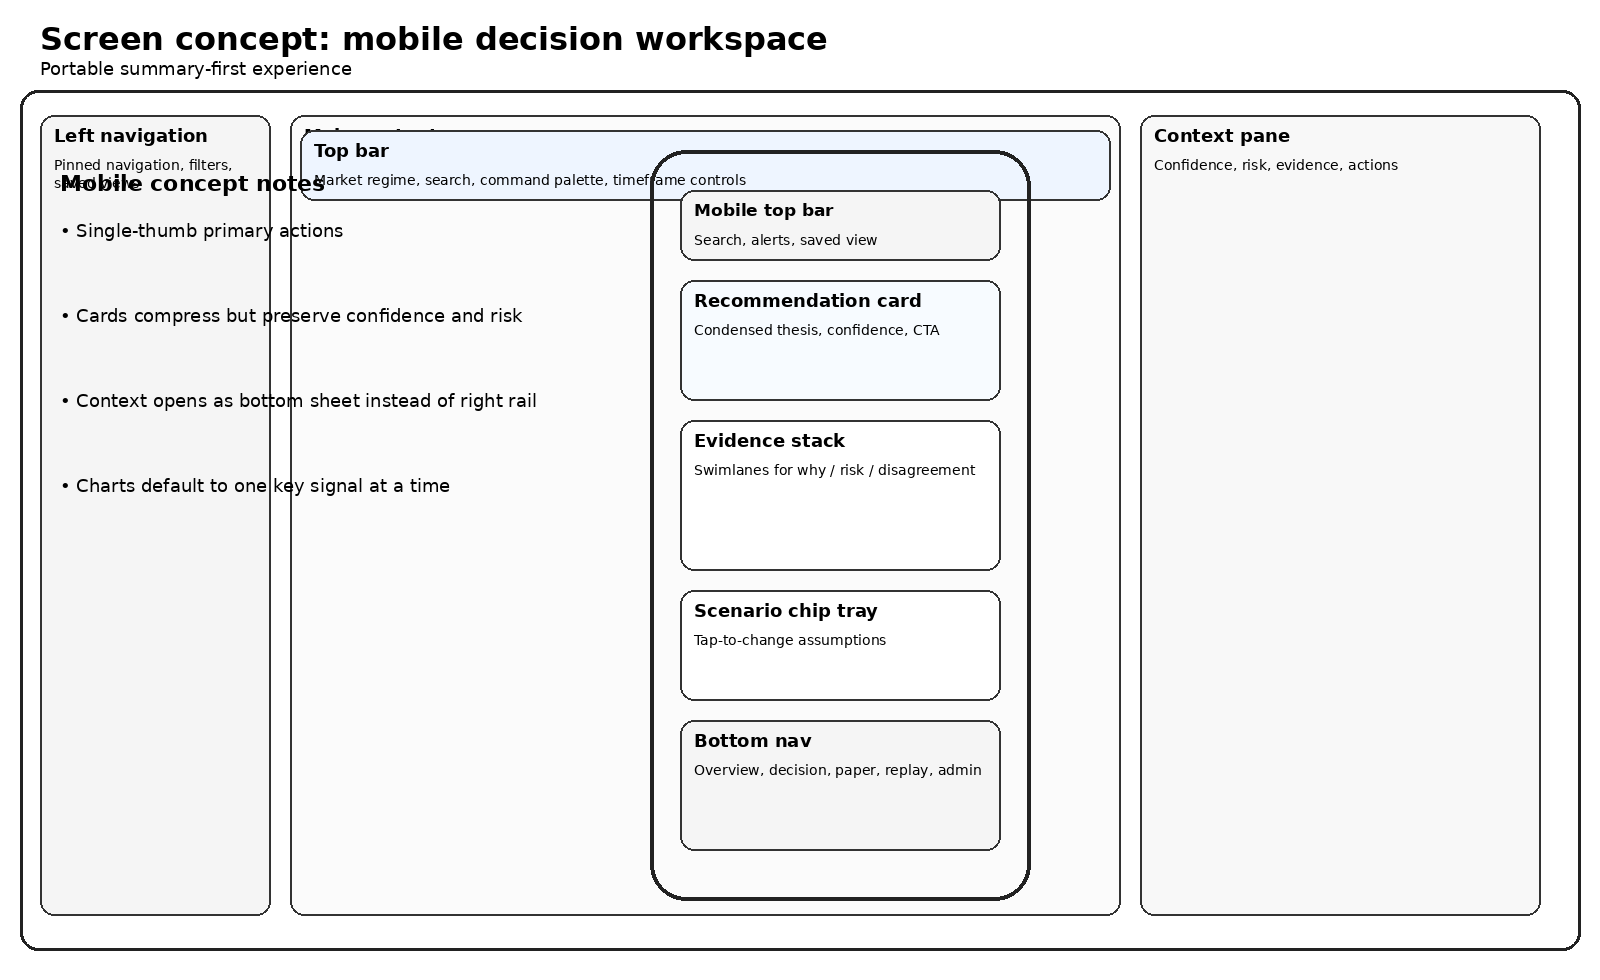 Screen concept: mobile decision workspace
Portable summary-first experience
Left navigation
Pinned navigation, filters,
saved views
Mobile concept notes
• Single-thumb primary actions
• Cards compress but preserve confidence and risk
• Context opens as bottom sheet instead of right rail
• Charts default to one key signal at a time
Top bar
Market regime, search, command palette, timeframe controls
Mobile top bar
Search, alerts, saved view
Recommendation card
Condensed thesis, confidence, CTA
Evidence stack
Swimlanes for why / risk / disagreement
Scenario chip tray
Tap-to-change assumptions
Bottom nav
Overview, decision, paper, replay, admin
Context pane
Confidence, risk, evidence, actions